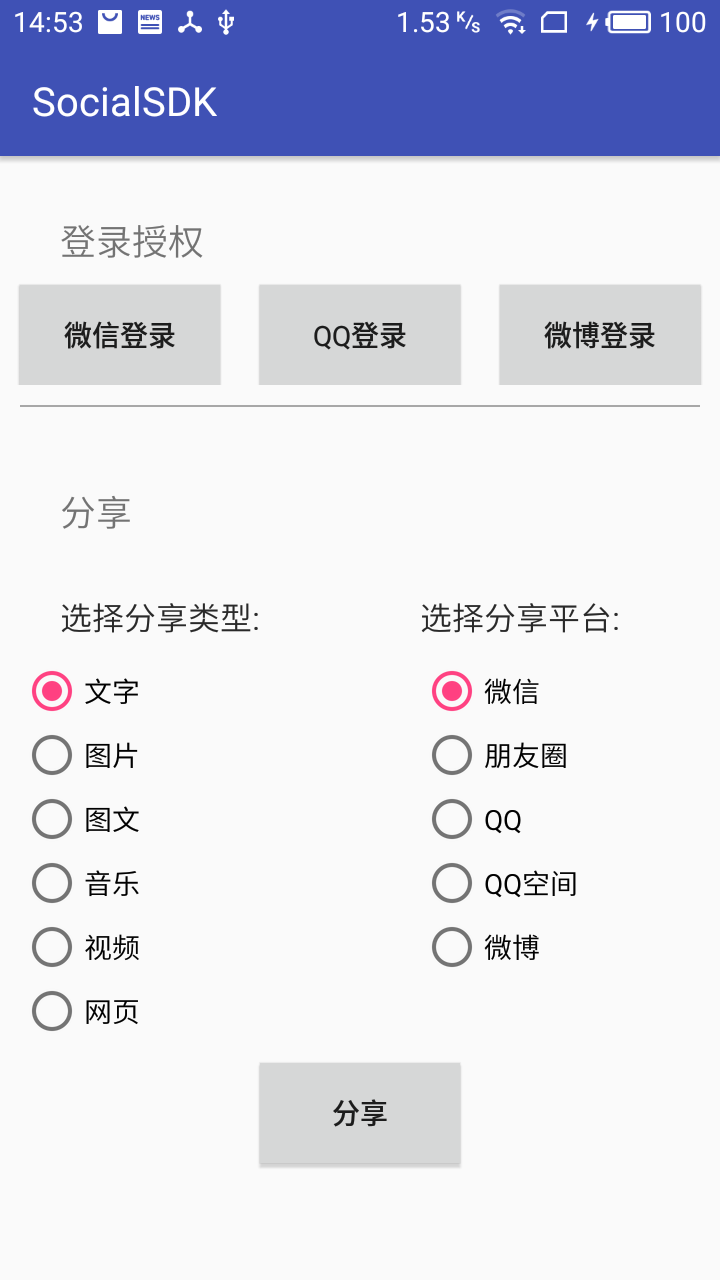 14:53 NEWS 1.53 K/s 100
SocialSDK
登录授权
微信登录 QQ登录 微博登录
分享
选择分享类型: 选择分享平台:
文字 微信
图片 朋友圈
图文 QQ
音乐 QQ空间
视频 微博
网页
分享